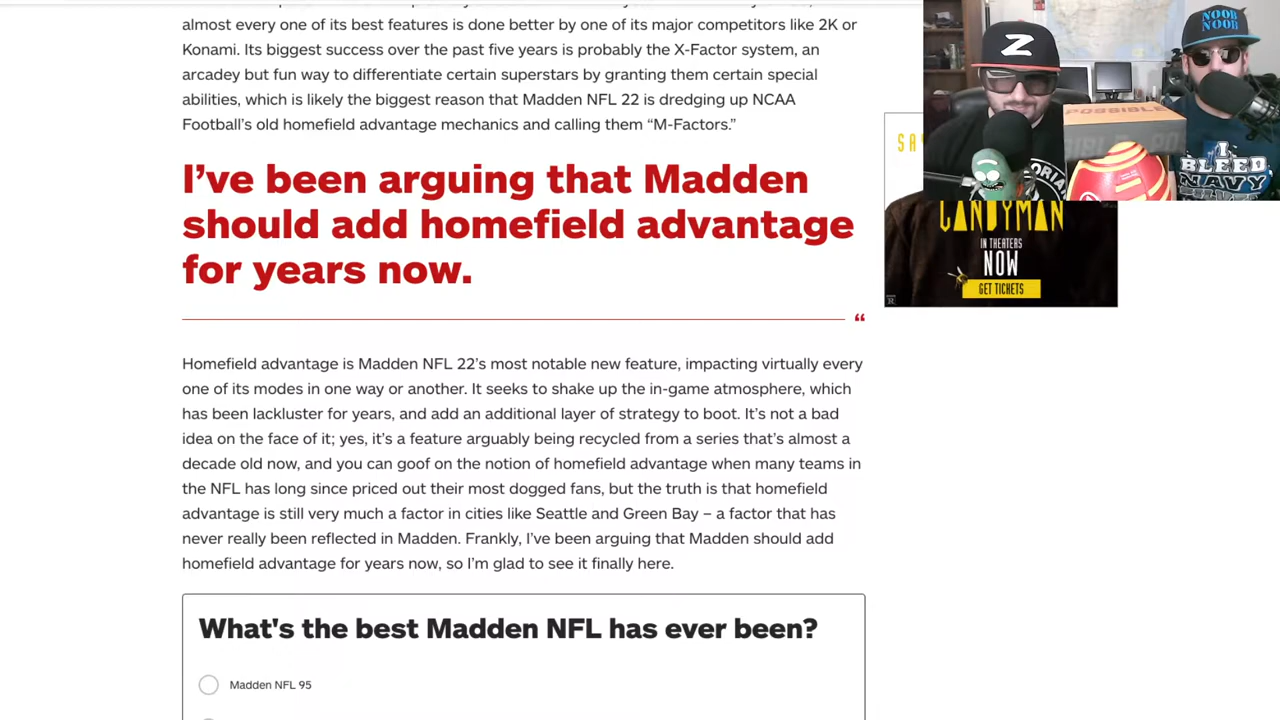 almost every one of its best features is done better by one of its major competitors like 2K or
Konami. Its biggest success over the past five years is probably the X-Factor system, an
arcadey but fun way to differentiate certain superstars by granting them certain special
abilities, which is likely the biggest reason that Madden NFL 22 is dredging up NCAA
Football’s old homefield advantage mechanics and calling them “M-Factors.”
I’ve been arguing that Madden
should add homefield advantage
for years now.
“
Homefield advantage is Madden NFL 22’s most notable new feature, impacting virtually every
one of its modes in one way or another. It seeks to shake up the in-game atmosphere, which
has been lackluster for years, and add an additional layer of strategy to boot. It’s not a bad
idea on the face of it; yes, it’s a feature arguably being recycled from a series that’s almost a
decade old now, and you can goof on the notion of homefield advantage when many teams in
the NFL has long since priced out their most dogged fans, but the truth is that homefield
advantage is still very much a factor in cities like Seattle and Green Bay – a factor that has
never really been reflected in Madden. Frankly, I’ve been arguing that Madden should add
homefield advantage for years now, so I’m glad to see it finally here.
What's the best Madden NFL has ever been?
Madden NFL 95
SA
CANDYMAN
IN THEATERS
NOW
GET TICKETS
R
Z
NOOB
NOOB
POSSIBLE
I
BLEED
NAVY